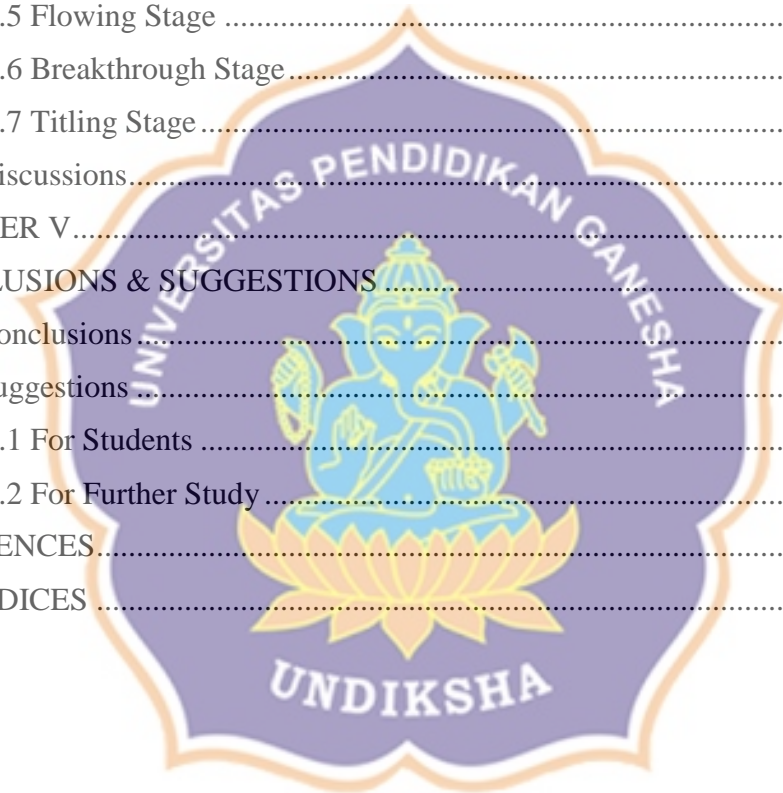 .5 Flowing Stage ........................................................................
.6 Breakthrough Stage ................................................................
.7 Titling Stage ...........................................................................
iscussions ....................................................................................
ER V ...........................................................................................
LUSIONS & SUGGESTIONS ....................................................
onclusions ...................................................................................
uggestions ...................................................................................
.1 For Students ...........................................................................
.2 For Further Study ...................................................................
ENCES ........................................................................................
DICES .........................................................................................
UNIVERSITAS PENDIDIKAN GANESHA
UNDIKSHA